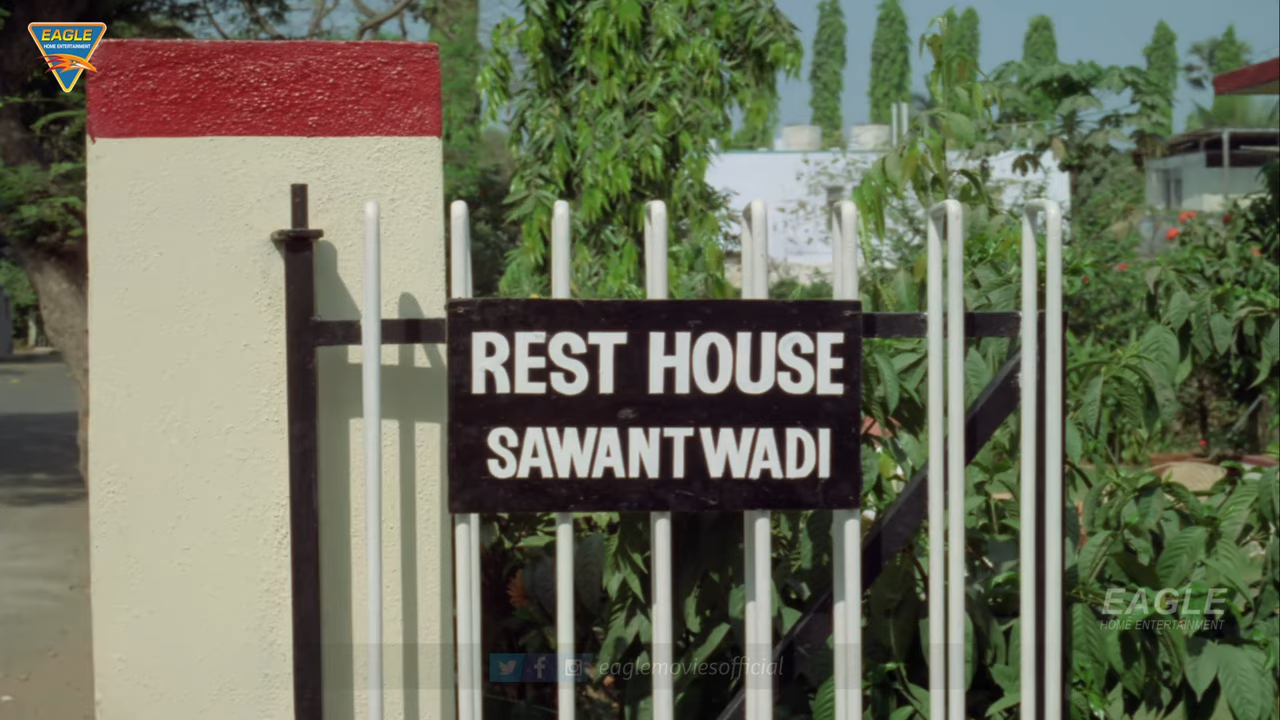 EAGLE
HOME ENTERTAINMENT
REST HOUSE
SAWANTWADI
EAGLE
HOME ENTERTAINMENT
eaglemoviesofficial